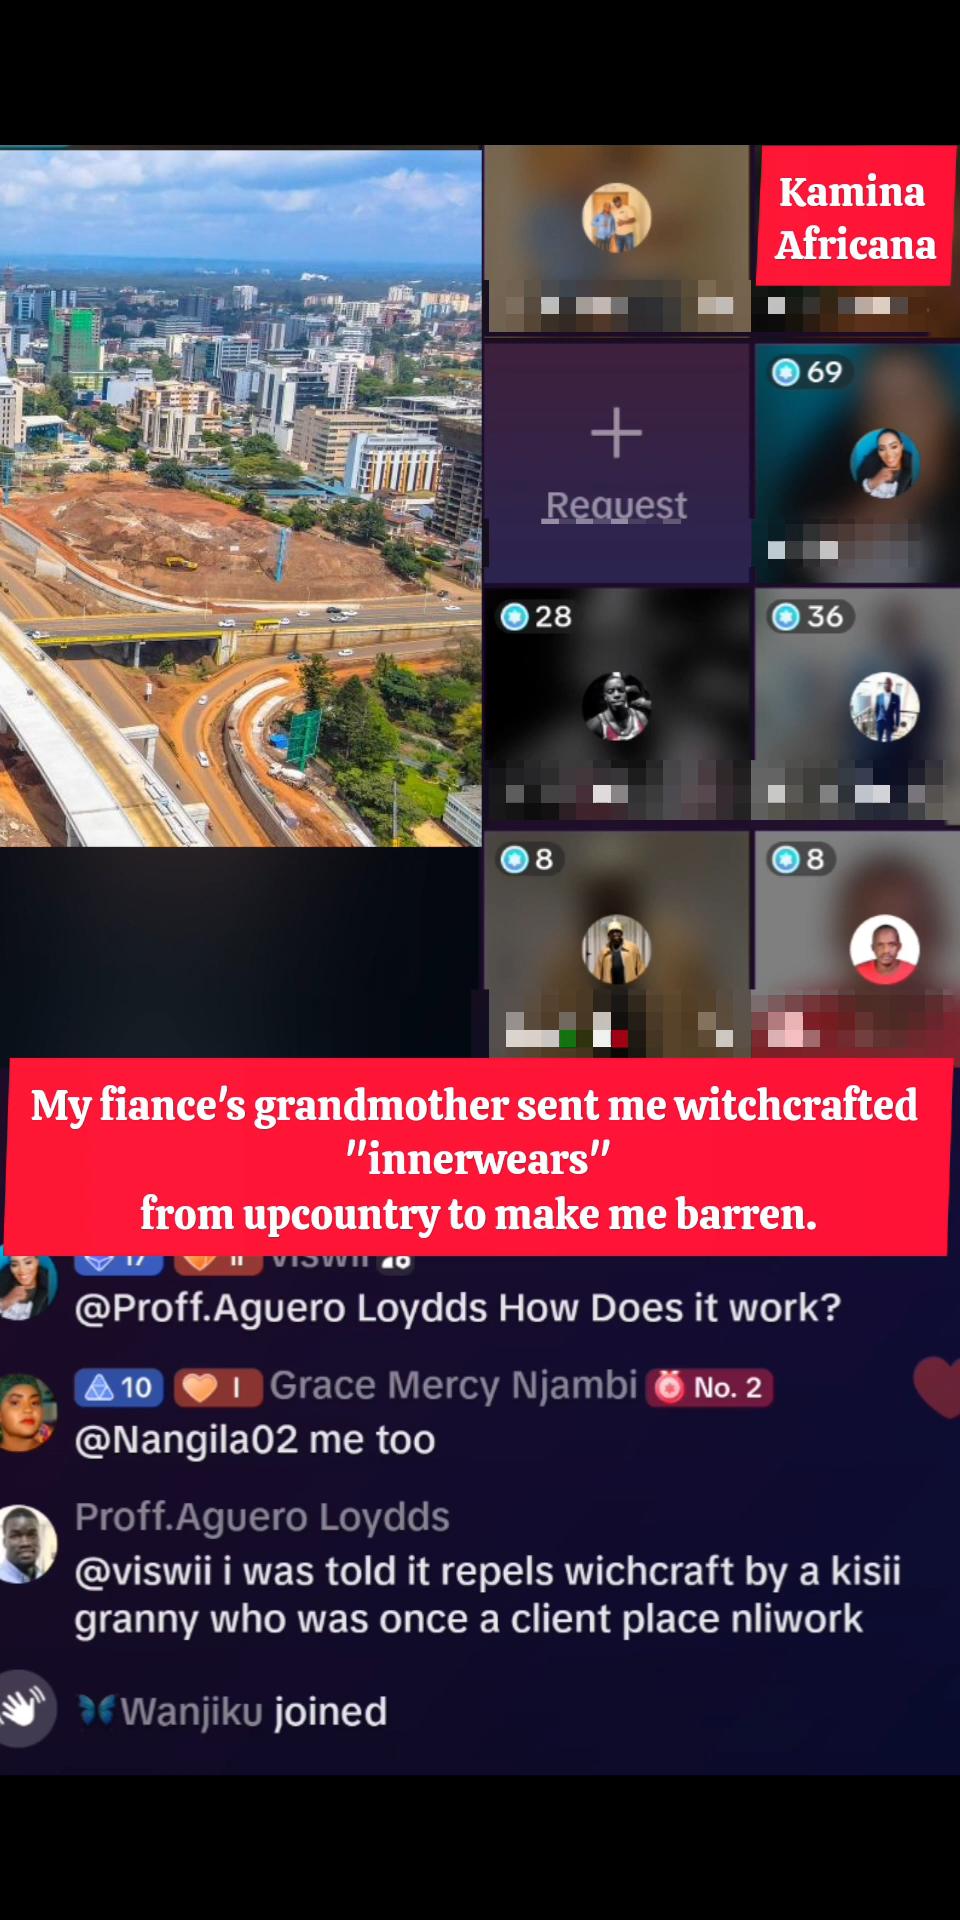 Kamina
Africana
69
Request
28
36
8
8
My fiance's grandmother sent me witchcrafted
"innerwears"
from upcountry to make me barren.
17 II viswii
@Proff.Aguero Loydds How Does it work?
10 I Grace Mercy Njambi No. 2
@Nangila02 me too
Proff.Aguero Loydds
@viswii i was told it repels wichcraft by a kisii
granny who was once a client place nliwork
Wanjiku joined